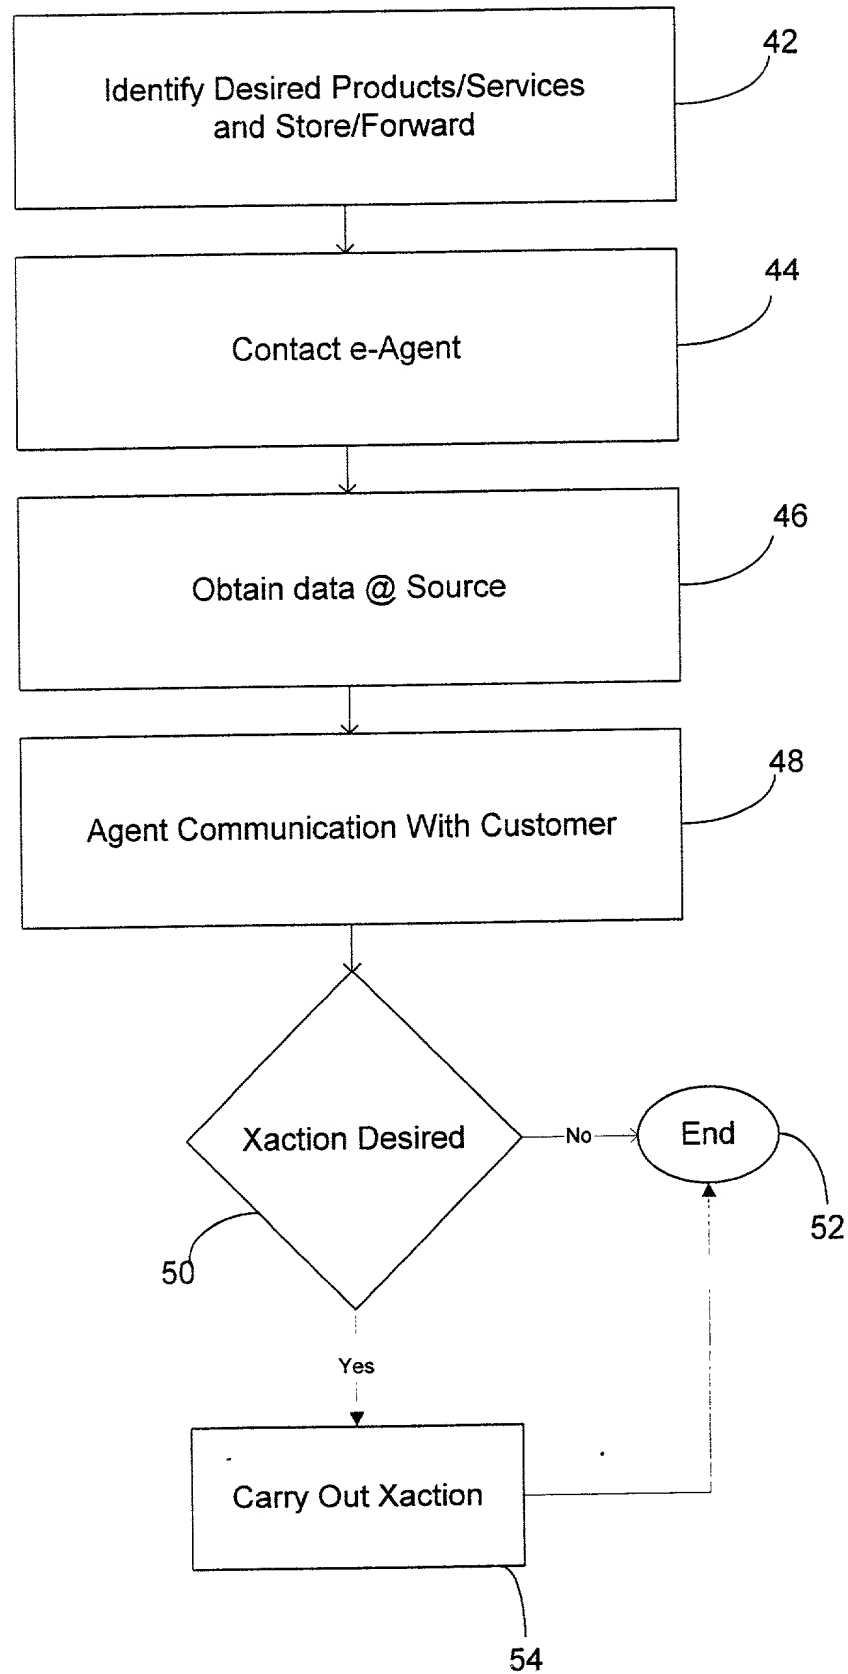 42
Identify Desired Products/Services
and Store/Forward
44
Contact e-Agent
46
Obtain data @ Source
48
Agent Communication With Customer
Xaction Desired
No
End
50
52
Yes
Carry Out Xaction
54